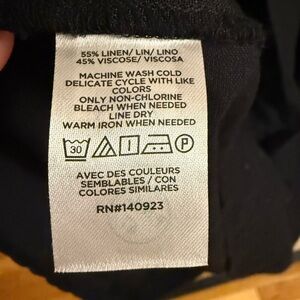 55% LINEN/ LIN/ LINO
45% VISCOSE/ VISCOSA
MACHINE WASH COLD
DELICATE CYCLE WITH LIKE
COLORS
ONLY NON-CHLORINE
BLEACH WHEN NEEDED
LINE DRY
WARM IRON WHEN NEEDED
30 P
AVEC DES COULEURS
SEMBLABLES / CON
COLORES SIMILARES
RN#140923